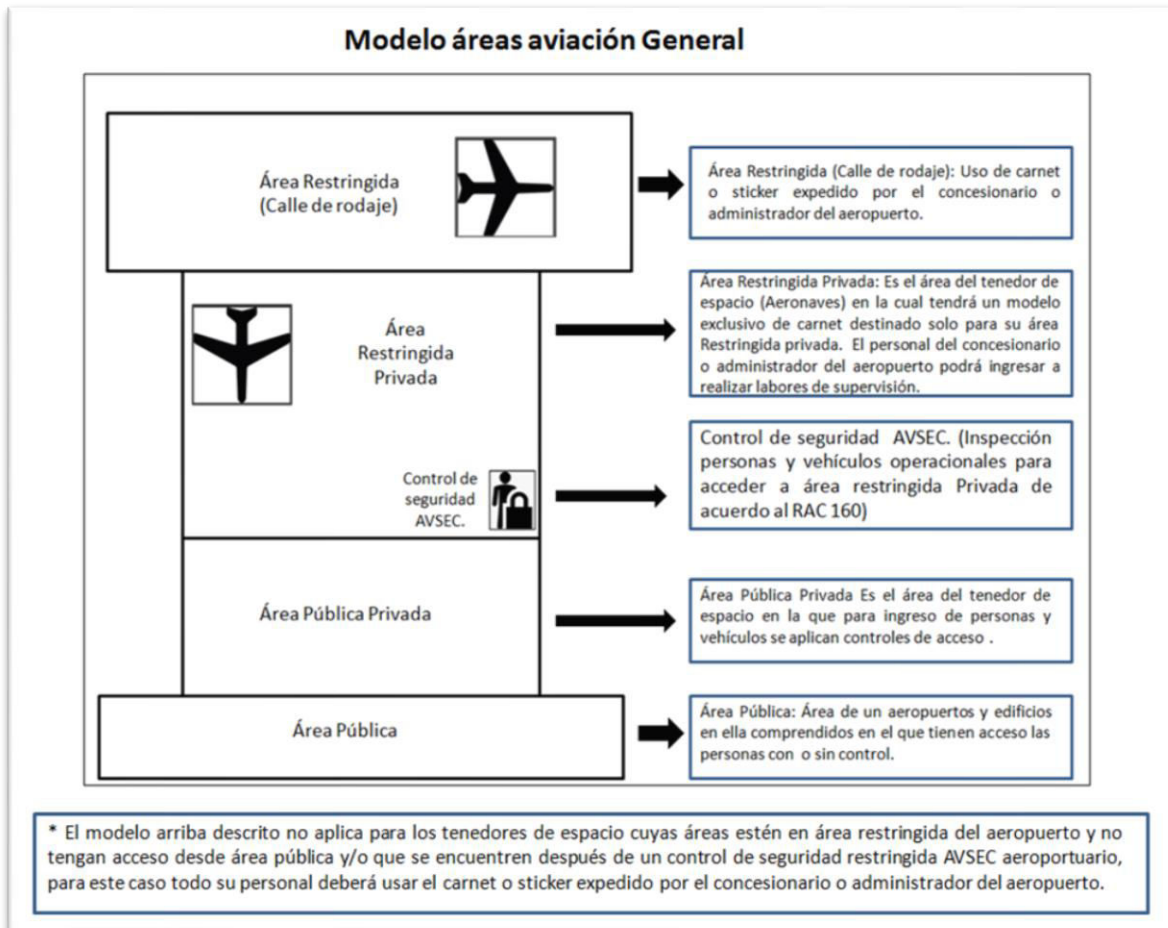 Modelo áreas aviación General
Área Restringida
(Calle de rodaje)
Área Restringida (Calle de rodaje): Uso de carnet
o sticker expedido por el concesionario o
administrador del aeropuerto.
Área
Restringida
Privada
Área Restringida Privada: Es el área del tenedor de
espacio (Aeronaves) en la cual tendrá un modelo
exclusivo de carnet destinado solo para su área
Restringida privada. El personal del concesionario
o administrador del aeropuerto podrá ingresar a
realizar labores de supervisión.
Control de
seguridad
AVSEC.
Control de seguridad AVSEC. (Inspección
personas y vehículos operacionales para
acceder a área restringida Privada de
acuerdo al RAC 160)
Área Pública Privada
Área Pública Privada Es el área del tenedor de
espacio en la que para ingreso de personas y
vehículos se aplican controles de acceso .
Área Pública
Área Pública: Área de un aeropuertos y edificios
en ella comprendidos en el que tienen acceso las
personas con o sin control.
* El modelo arriba descrito no aplica para los tenedores de espacio cuyas áreas estén en área restringida del aeropuerto y no
tengan acceso desde área pública y/o que se encuentren después de un control de seguridad restringida AVSEC aeroportuario,
para este caso todo su personal deberá usar el carnet o sticker expedido por el concesionario o administrador del aeropuerto.